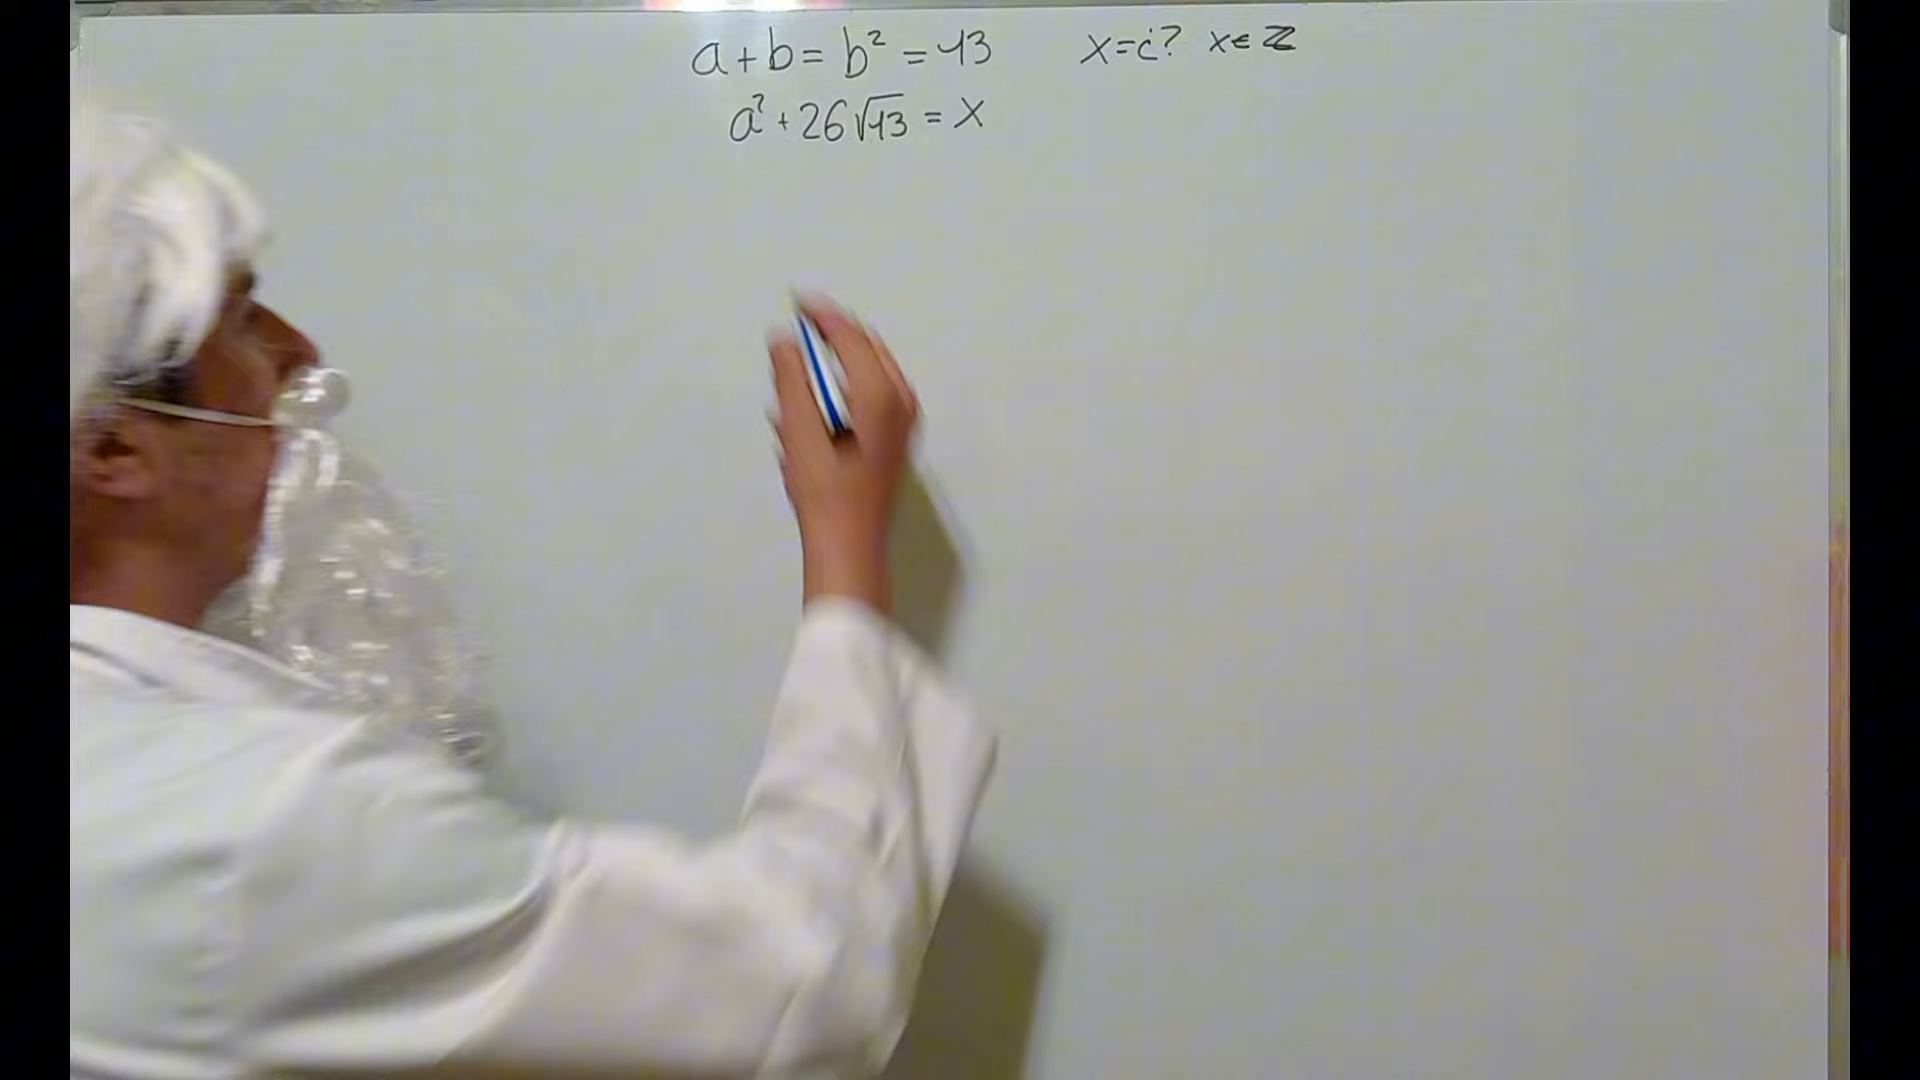 a+b = b² = 13 x=¿? x∈ℤ
a² + 26√13 = x